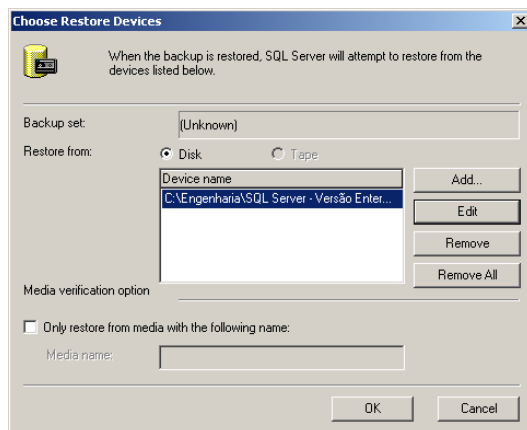 Choose Restore Devices
When the backup is restored, SQL Server will attempt to restore from the
devices listed below.
Backup set:
(Unknown)
Restore from:
Disk
Tape
Device name
C:\Engenharia\SQL Server - Versão Enter...
Add...
Edit
Remove
Remove All
Media verification option
Only restore from media with the following name:
Media name:
OK
Cancel